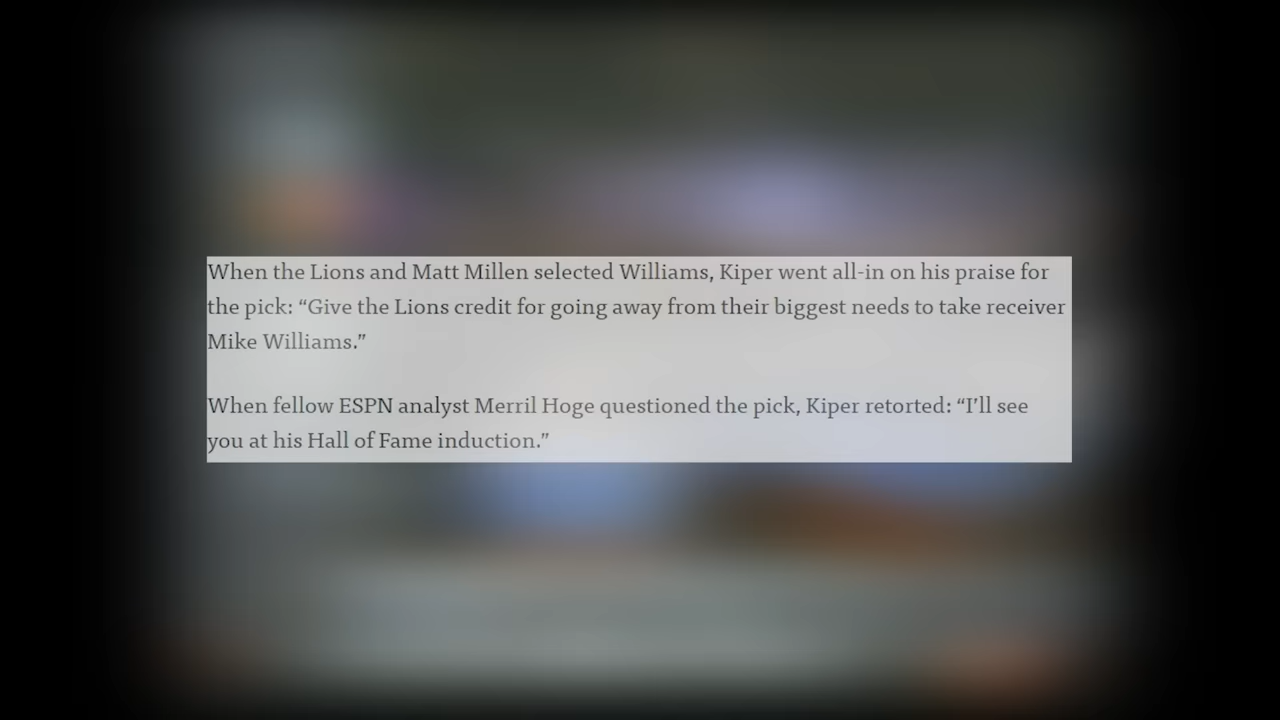 When the Lions and Matt Millen selected Williams, Kiper went all-in on his praise for
the pick: “Give the Lions credit for going away from their biggest needs to take receiver
Mike Williams.”
When fellow ESPN analyst Merril Hoge questioned the pick, Kiper retorted: “I’ll see
you at his Hall of Fame induction.”